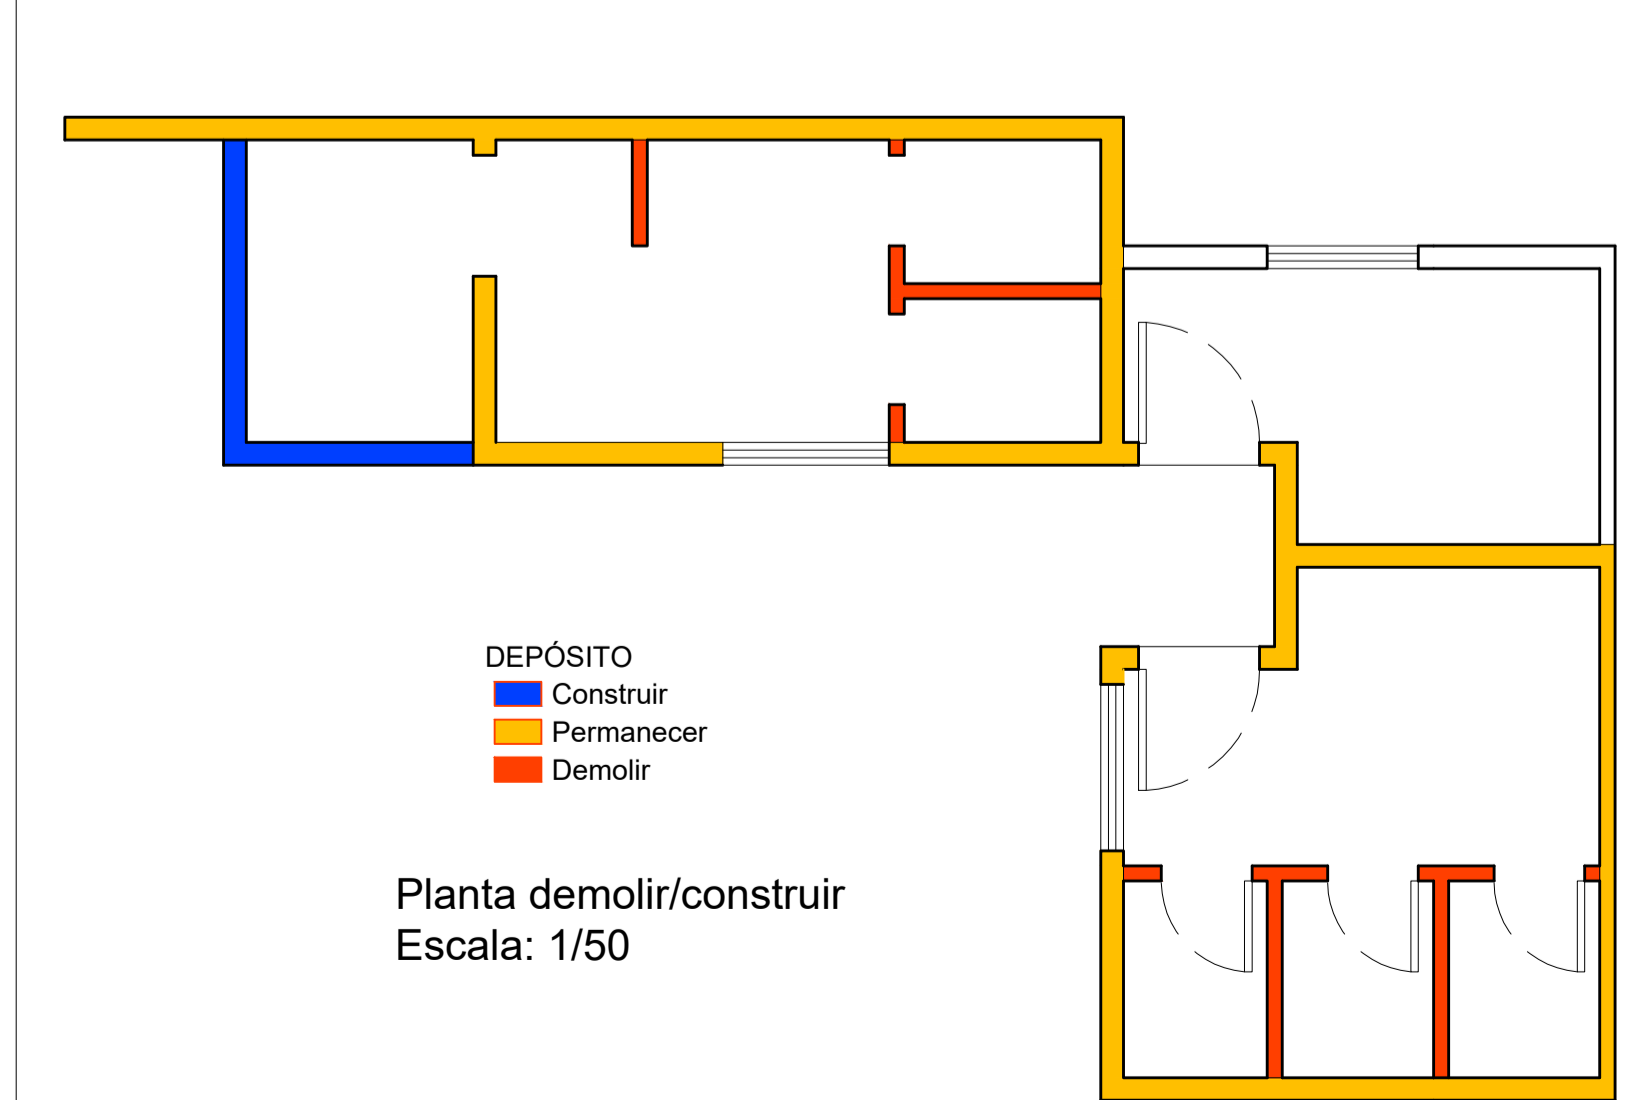 DEPÓSITO
Construir
Permanecer
Demolir
Planta demolir/construir
Escala: 1/50